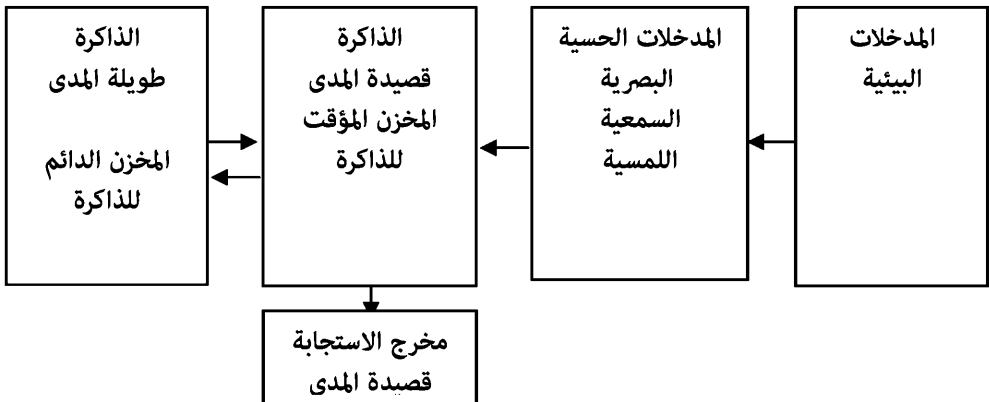 المدخلات
البيئية
المدخلات الحسية
البصرية
السمعية
اللمسية
الذاكرة
قصيدة المدى
المخزن المؤقت
للذاكرة
الذاكرة
طويلة المدى
المخزن الدائم
للذاكرة
مخرج الاستجابة
قصيدة المدى